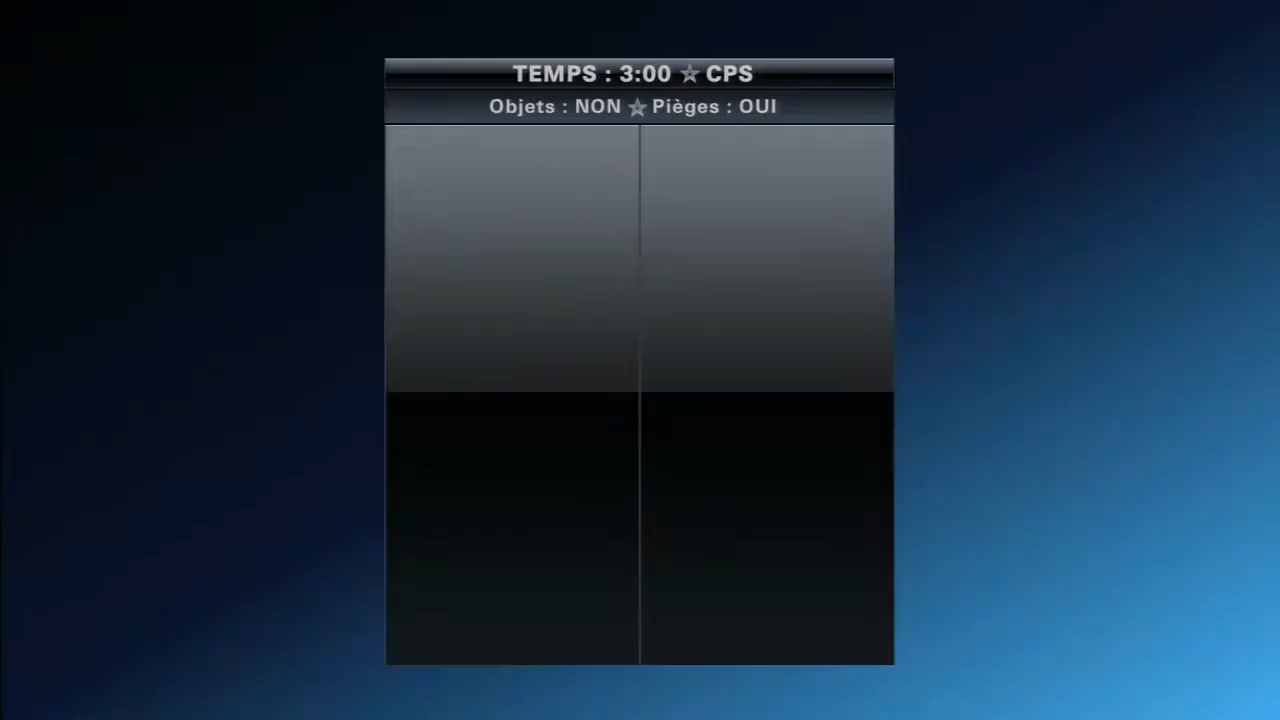 TEMPS : 3:00 ☆ CPS
Objets : NON ☆ Pièges : OUI